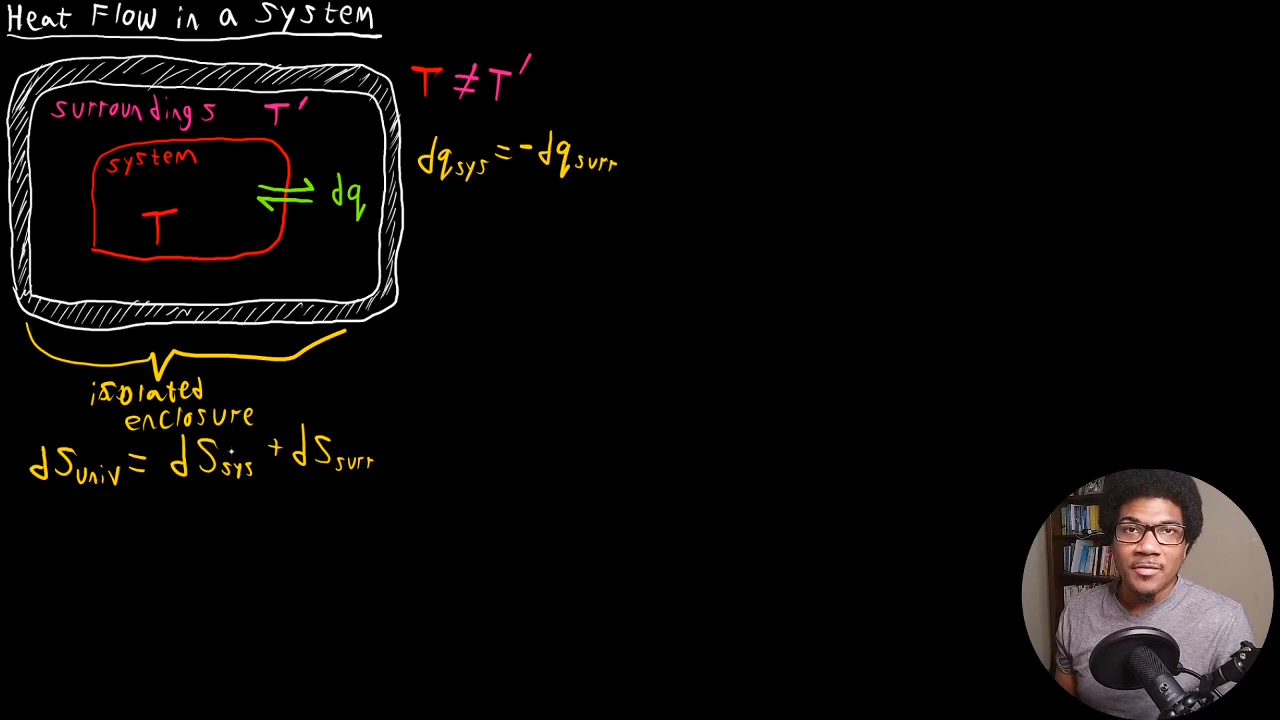 Heat Flow in a System
T ≠ T'
surroundings T'
dq_sys = -dq_surr
system
T
dq
isolated
enclosure
dS_univ = dS_sys + dS_surr